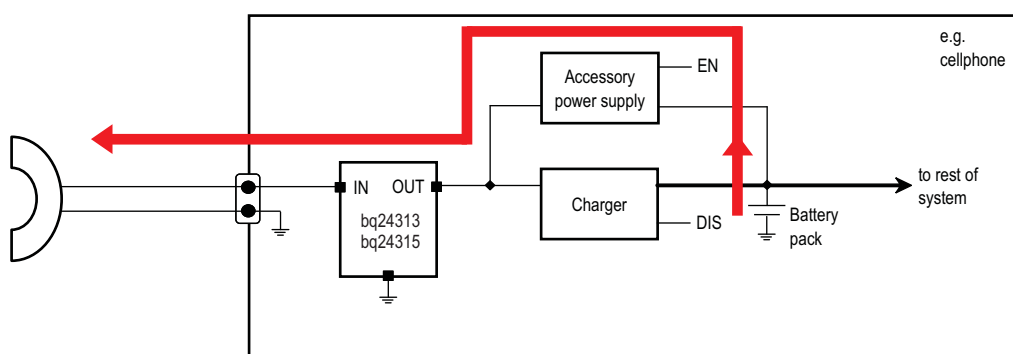 e.g.
cellphone
EN
Accessory
power supply
IN
OUT
bq24313
bq24315
Charger
DIS
to rest of
system
Battery
pack